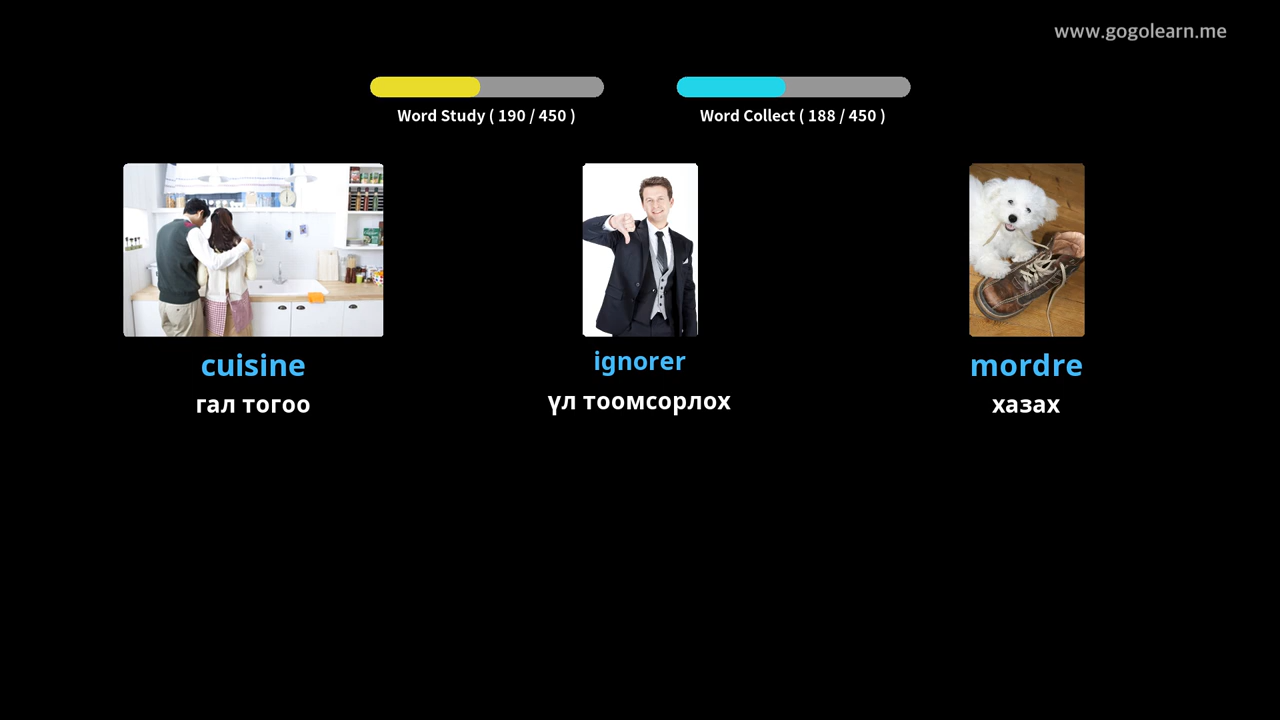 www.gogolearn.me
Word Study ( 190 / 450 )
Word Collect ( 188 / 450 )
cuisine
гал тогоо
ignorer
үл тоомсорлох
mordre
хазах